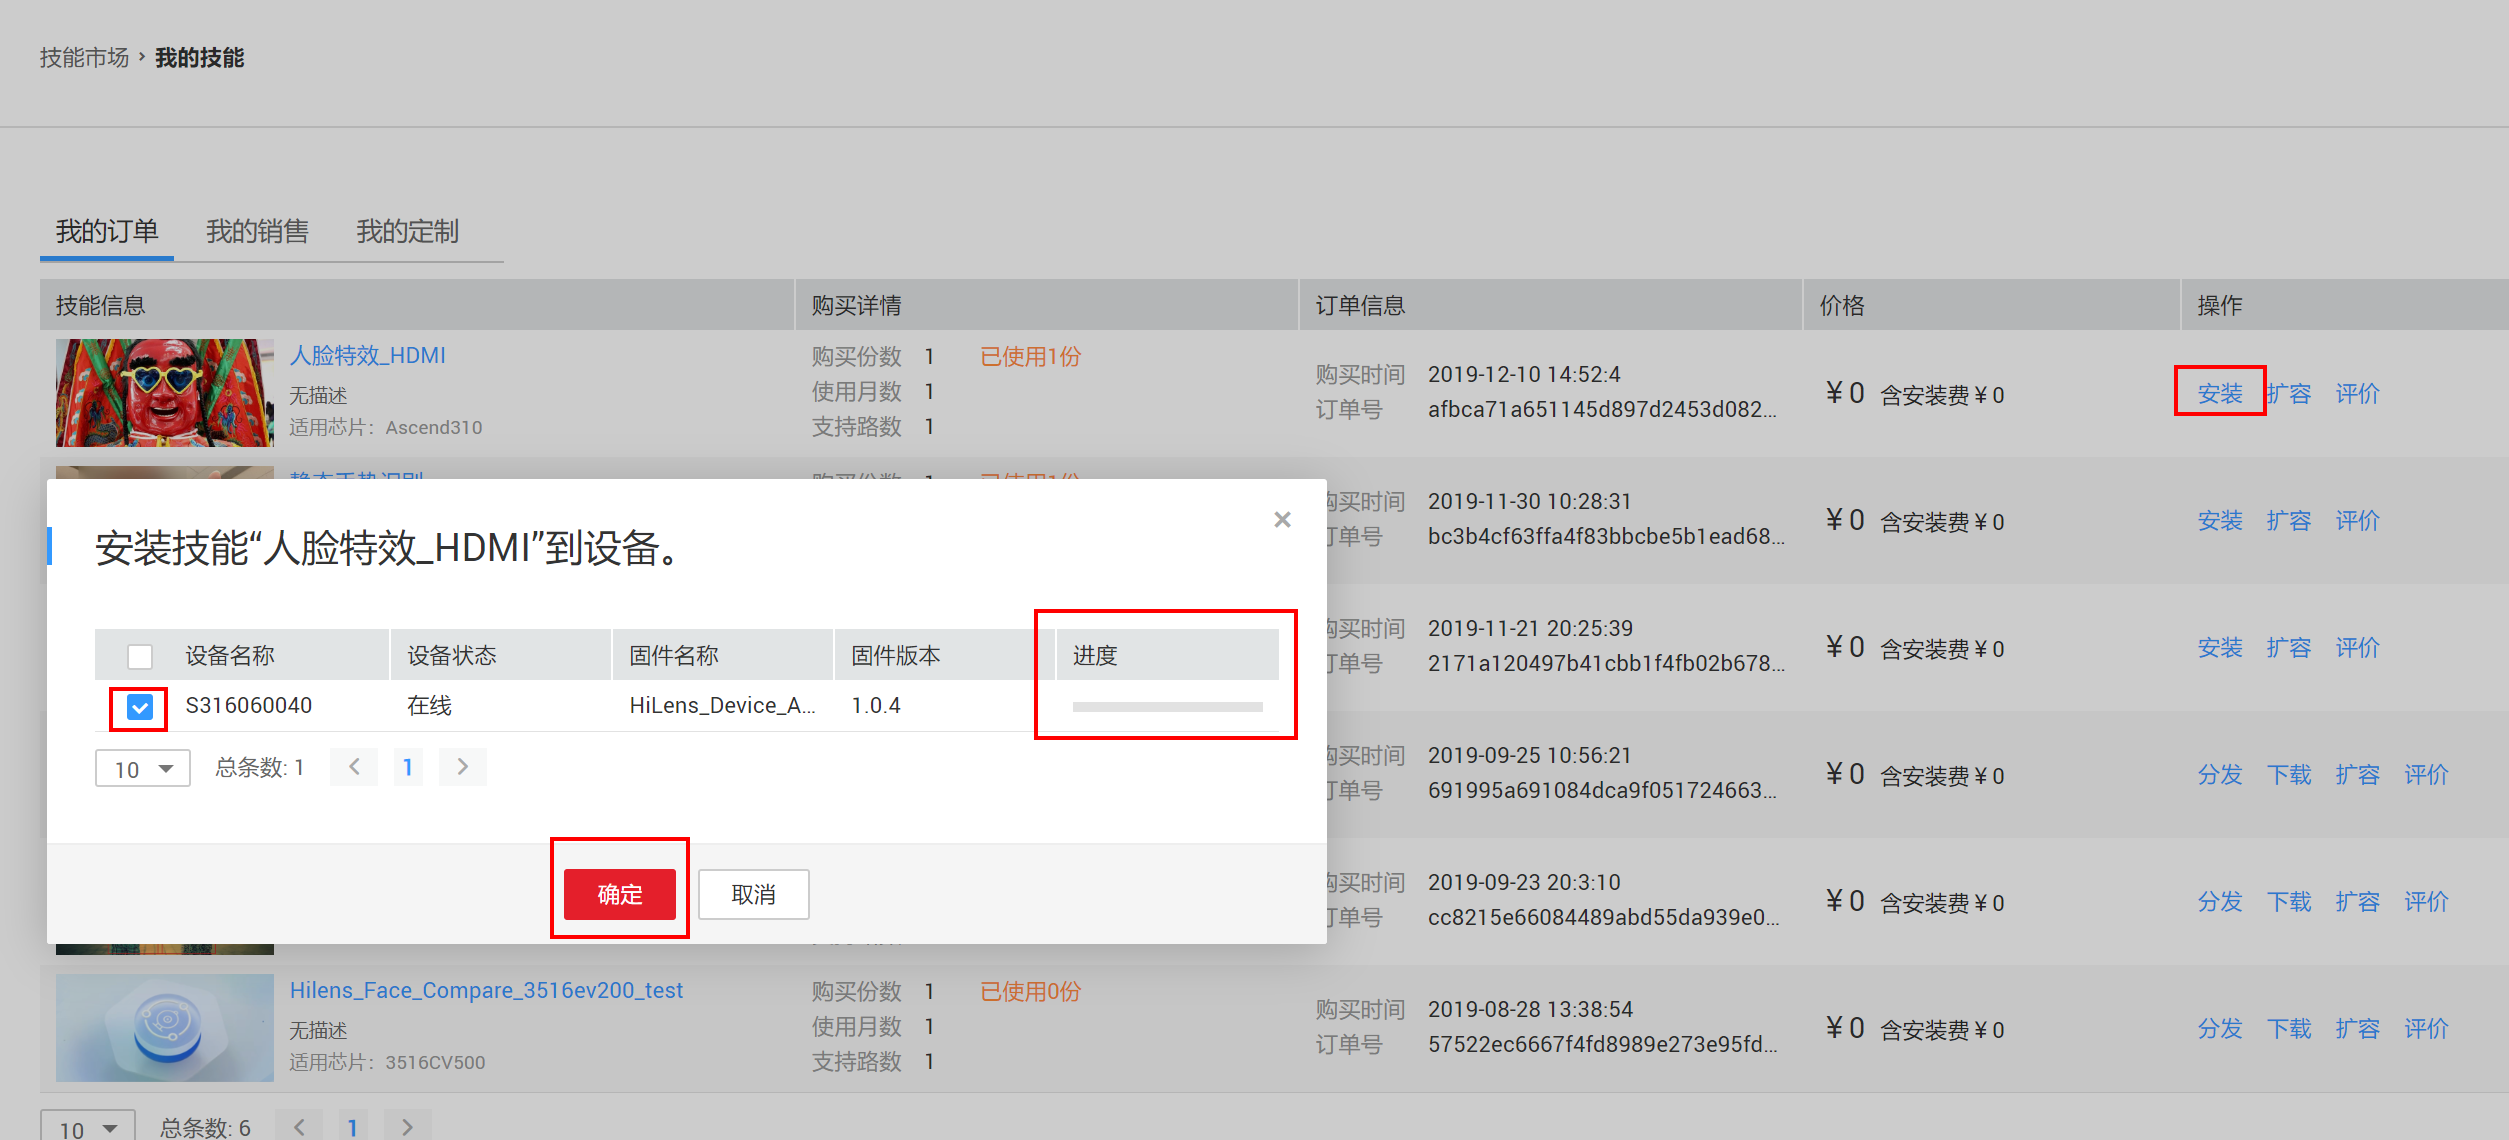 技能市场 › 我的技能
我的订单 我的销售 我的定制
技能信息 购买详情 订单信息 价格 操作
人脸特效_HDMI
无描述
适用芯片：Ascend310
购买份数 1 已使用1份
使用月数 1
支持路数 1
购买时间 2019-12-10 14:52:4
订单号 afbca71a651145d897d2453d082...
¥ 0 含安装费 ¥ 0
安装 扩容 评价
静态手势识别
购买份数 1 已使用1份
购买时间 2019-11-30 10:28:31
订单号 bc3b4cf63ffa4f83bbcbe5b1ead68...
¥ 0 含安装费 ¥ 0
安装 扩容 评价
购买时间 2019-11-21 20:25:39
订单号 2171a120497b41cbb1f4fb02b678...
¥ 0 含安装费 ¥ 0
安装 扩容 评价
购买时间 2019-09-25 10:56:21
订单号 691995a691084dca9f051724663...
¥ 0 含安装费 ¥ 0
分发 下载 扩容 评价
购买时间 2019-09-23 20:3:10
订单号 cc8215e66084489abd55da939e0...
¥ 0 含安装费 ¥ 0
分发 下载 扩容 评价
安装技能“人脸特效_HDMI”到设备。
×
设备名称 设备状态 固件名称 固件版本 进度
S316060040 在线 HiLens_Device_A... 1.0.4
10 总条数: 1 < 1 >
确定 取消
Hilens_Face_Compare_3516ev200_test
无描述
适用芯片：3516CV500
购买份数 1 已使用0份
使用月数 1
支持路数 1
购买时间 2019-08-28 13:38:54
订单号 57522ec6667f4fd8989e273e95fd...
¥ 0 含安装费 ¥ 0
分发 下载 扩容 评价
10 总条数: 6 < 1 >